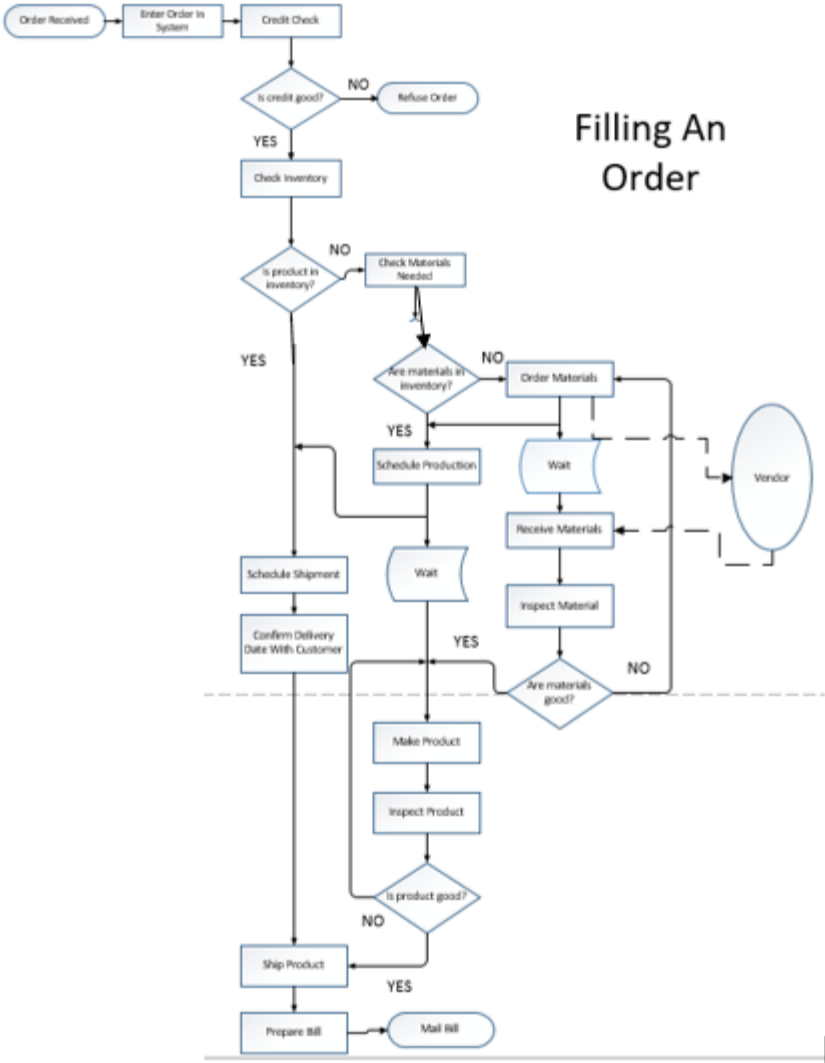 Order Received
Enter Order In
System
Credit Check
Is credit good?
NO
Refuse Order
YES
Filling An
Order
Check Inventory
Is product in
inventory?
NO
Check Materials
Needed
YES
Are materials in
inventory?
NO
Order Materials
YES
Schedule Production
Wait
Vendor
Receive Materials
Schedule Shipment
Wait
Inspect Material
Confirm Delivery
Date With Customer
YES
Are materials
good?
NO
Make Product
Inspect Product
Is product good?
NO
Ship Product
YES
Prepare Bill
Mail Bill